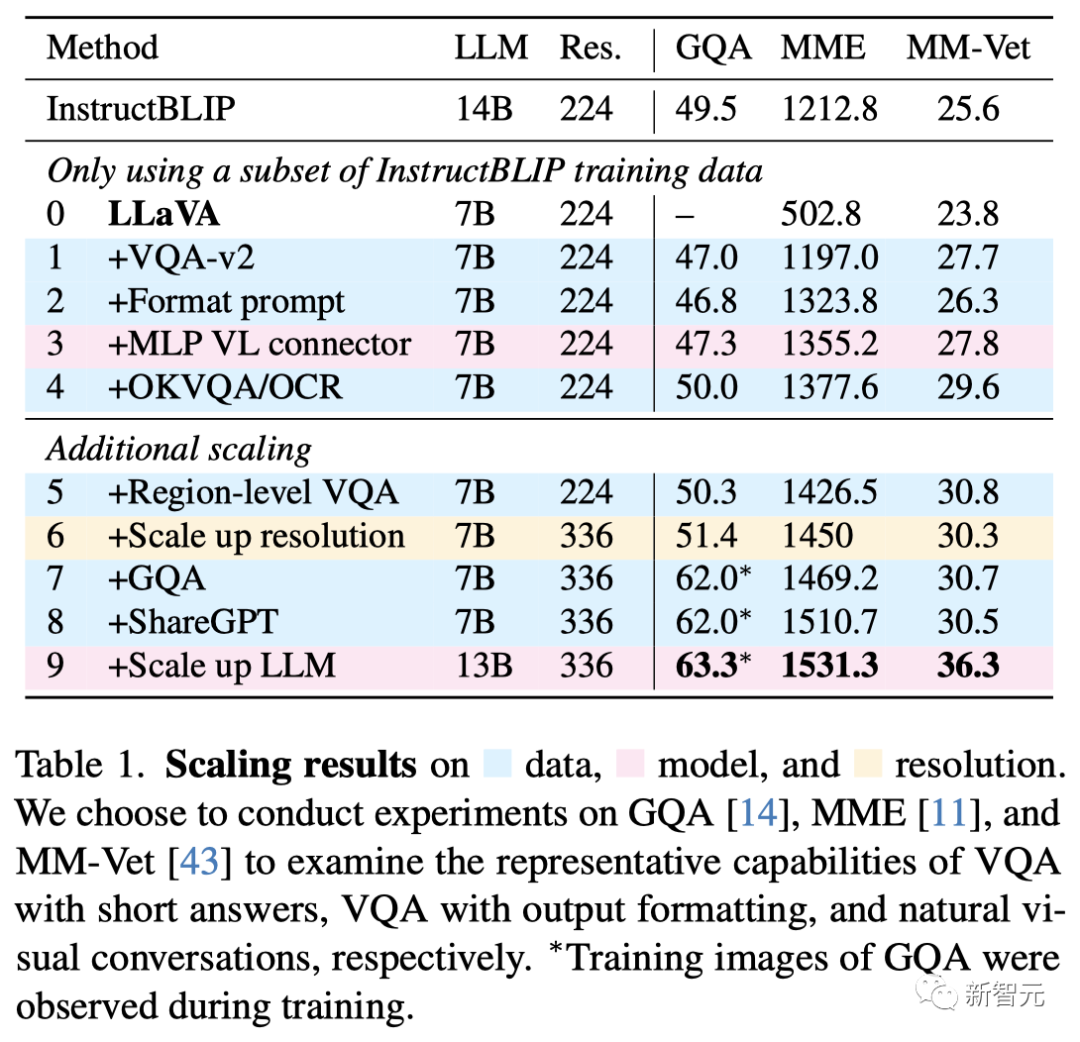 Method LLM Res. GQA MME MM-Vet
InstructBLIP 14B 224 49.5 1212.8 25.6
Only using a subset of InstructBLIP training data
0 LLaVA 7B 224 – 502.8 23.8
1 +VQA-v2 7B 224 47.0 1197.0 27.7
2 +Format prompt 7B 224 46.8 1323.8 26.3
3 +MLP VL connector 7B 224 47.3 1355.2 27.8
4 +OKVQA/OCR 7B 224 50.0 1377.6 29.6
Additional scaling
5 +Region-level VQA 7B 224 50.3 1426.5 30.8
6 +Scale up resolution 7B 336 51.4 1450 30.3
7 +GQA 7B 336 62.0* 1469.2 30.7
8 +ShareGPT 7B 336 62.0* 1510.7 30.5
9 +Scale up LLM 13B 336 63.3* 1531.3 36.3
Table 1. Scaling results on data, model, and resolution.
We choose to conduct experiments on GQA [14], MME [11], and
MM-Vet [43] to examine the representative capabilities of VQA
with short answers, VQA with output formatting, and natural vi-
sual conversations, respectively. *Training images of GQA were
observed during training.
新智元